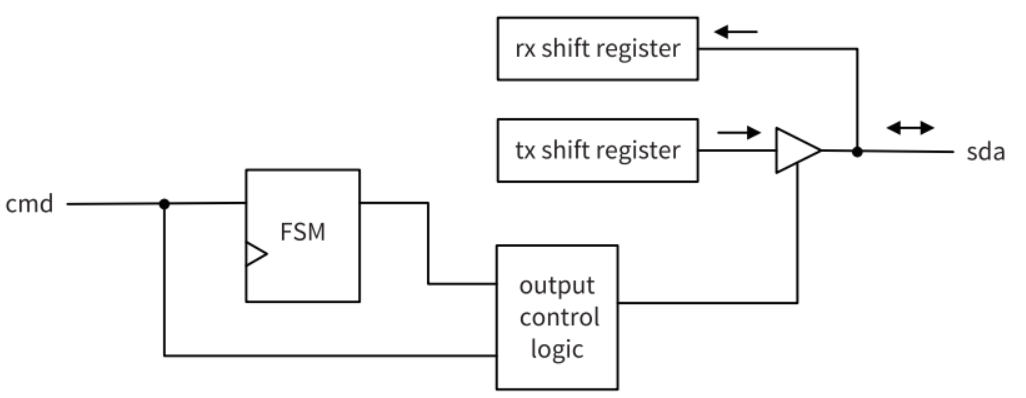 rx shift register
tx shift register
sda
cmd
FSM
output
control
logic